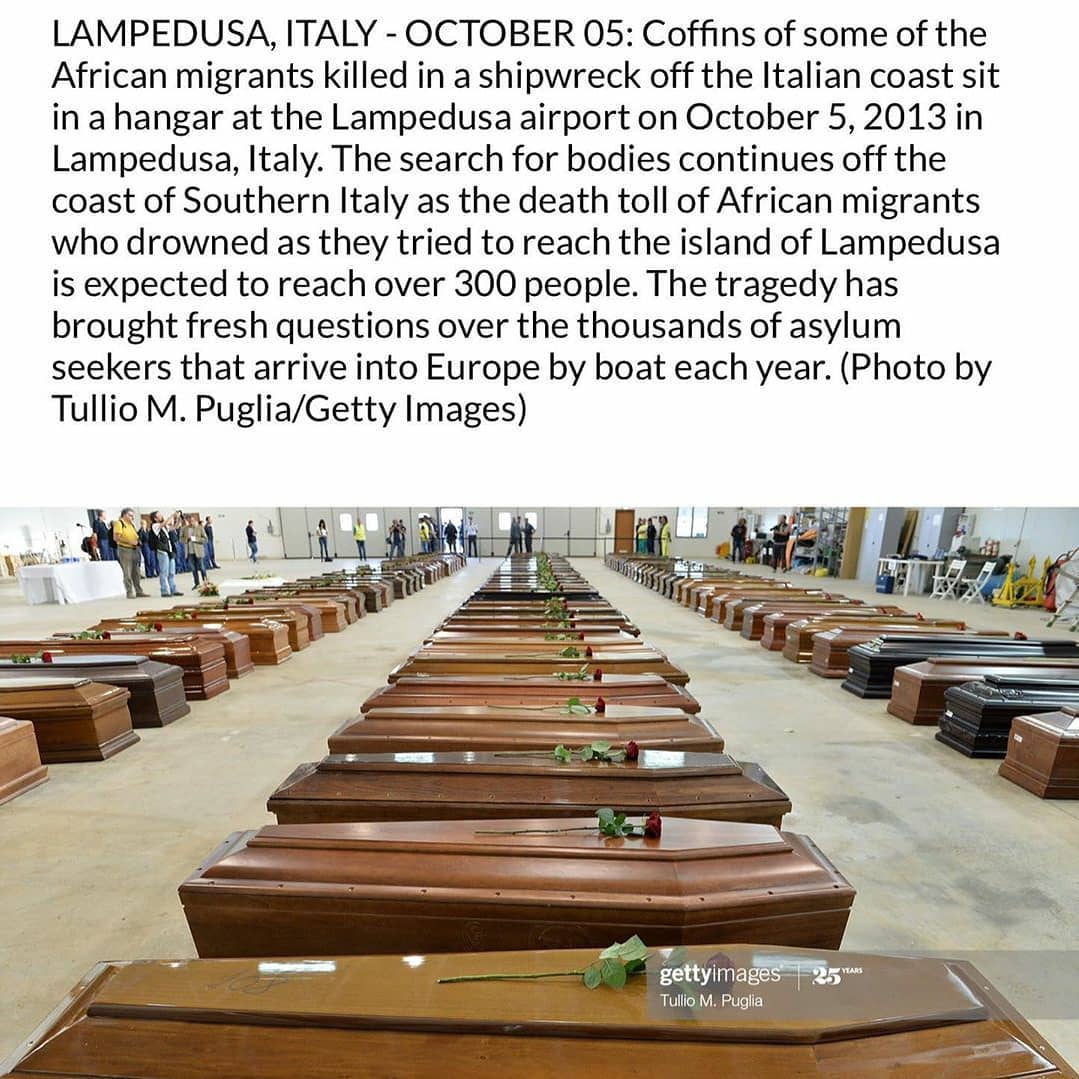 LAMPEDUSA, ITALY - OCTOBER 05: Coffins of some of the
African migrants killed in a shipwreck off the Italian coast sit
in a hangar at the Lampedusa airport on October 5, 2013 in
Lampedusa, Italy. The search for bodies continues off the
coast of Southern Italy as the death toll of African migrants
who drowned as they tried to reach the island of Lampedusa
is expected to reach over 300 people. The tragedy has
brought fresh questions over the thousands of asylum
seekers that arrive into Europe by boat each year. (Photo by
Tullio M. Puglia/Getty Images)
gettyimages 25 YEARS
Tullio M. Puglia